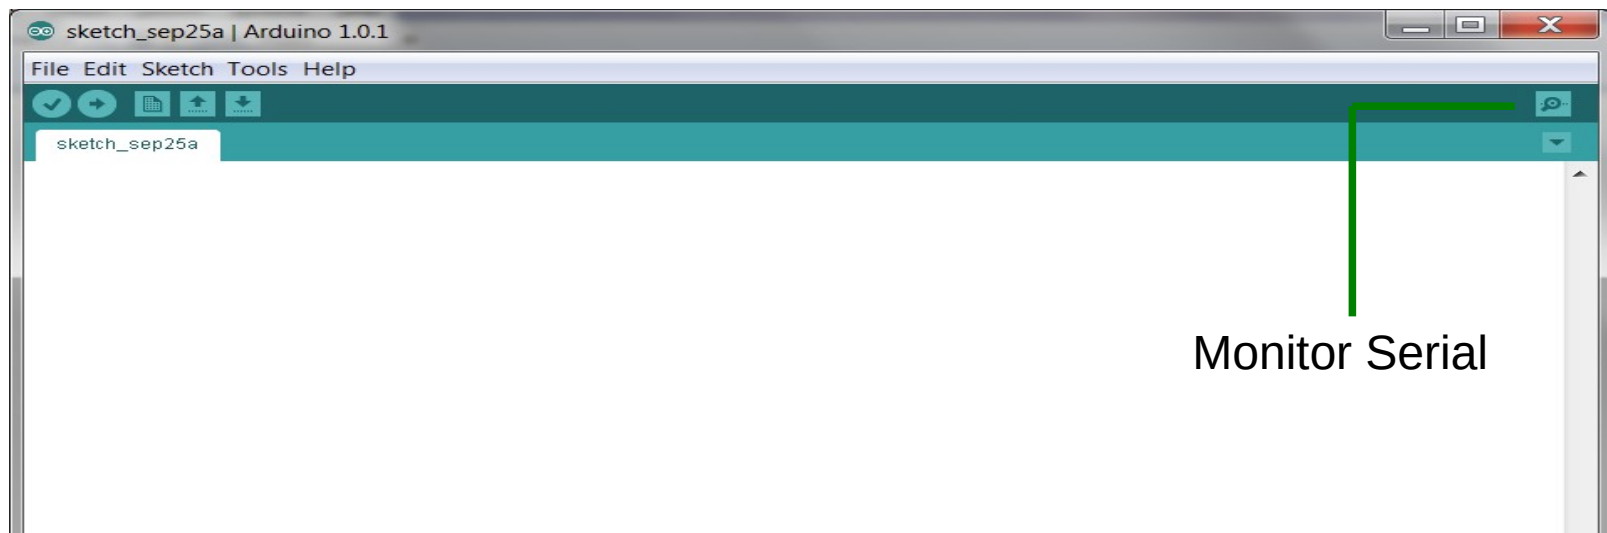 sketch_sep25a | Arduino 1.0.1
File Edit Sketch Tools Help
sketch_sep25a
Monitor Serial